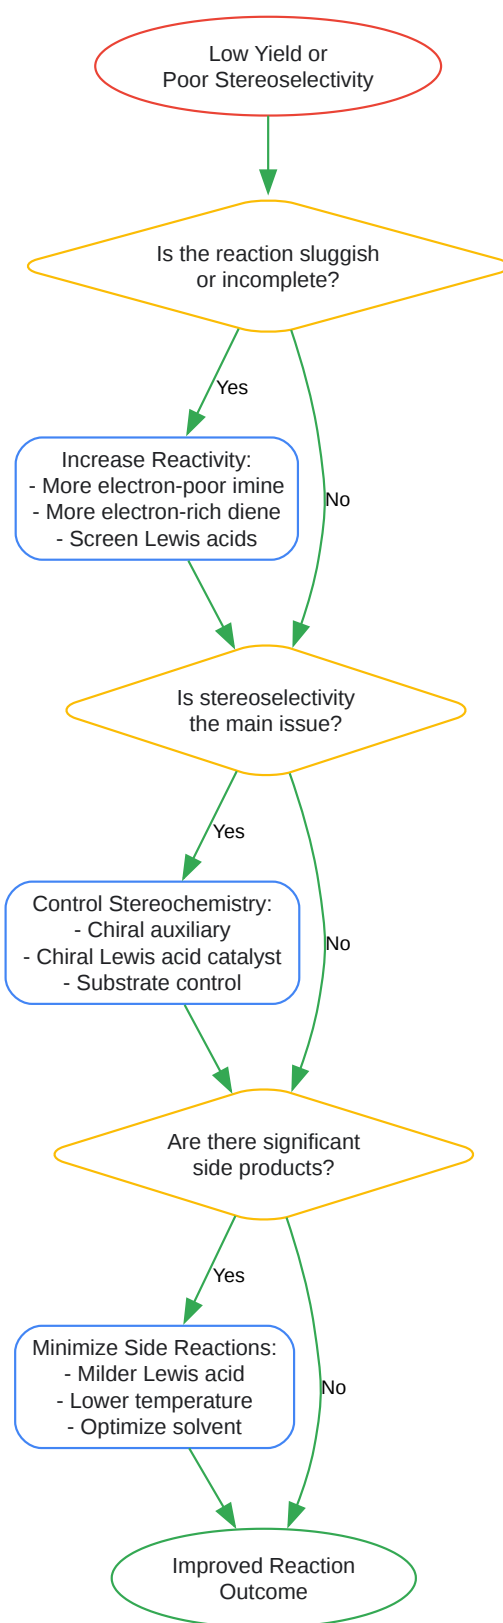 Low Yield or
Poor Stereoselectivity
Is the reaction sluggish
or incomplete?
Yes
Increase Reactivity:
- More electron-poor imine
- More electron-rich diene
- Screen Lewis acids
No
Is stereoselectivity
the main issue?
Yes
Control Stereochemistry:
- Chiral auxiliary
- Chiral Lewis acid catalyst
- Substrate control
No
Are there significant
side products?
Yes
Minimize Side Reactions:
- Milder Lewis acid
- Lower temperature
- Optimize solvent
No
Improved Reaction
Outcome